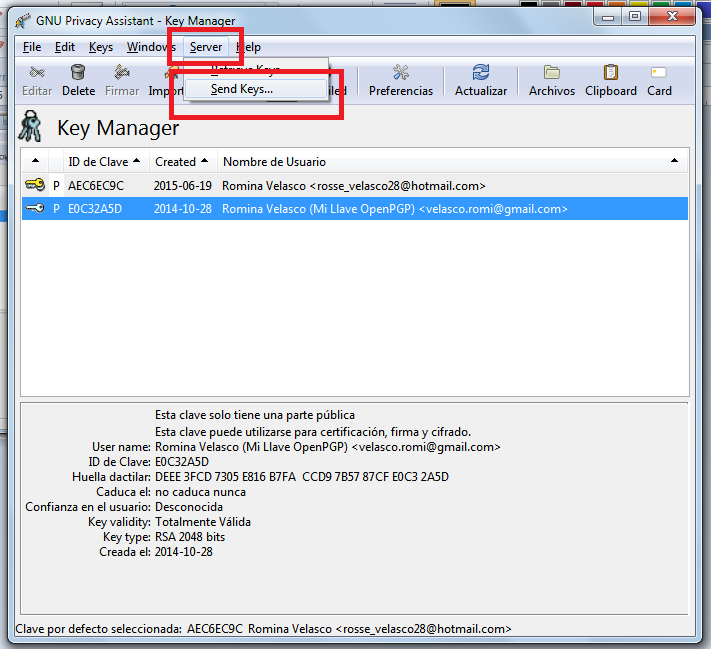 GNU Privacy Assistant - Key Manager
File Edit Keys Windows Server Help
Retrieve Keys
Send Keys...
Editar Delete Firmar Import Preferencias Actualizar Archivos Clipboard Card
Key Manager
ID de Clave Created Nombre de Usuario
P AEC6EC9C 2015-06-19 Romina Velasco <rosse_velasco28@hotmail.com>
P E0C32A5D 2014-10-28 Romina Velasco (Mi Llave OpenPGP) <velasco.romi@gmail.com>
Esta clave solo tiene una parte pública
Esta clave puede utilizarse para certificación, firma y cifrado.
User name: Romina Velasco (Mi Llave OpenPGP) <velasco.romi@gmail.com>
ID de Clave: E0C32A5D
Huella dactilar: DEEE 3FCD 7305 E816 B7FA CCD9 7B57 87CF E0C3 2A5D
Caduca el: no caduca nunca
Confianza en el usuario: Desconocida
Key validity: Totalmente Válida
Key type: RSA 2048 bits
Creada el: 2014-10-28
Clave por defecto seleccionada: AEC6EC9C Romina Velasco <rosse_velasco28@hotmail.com>